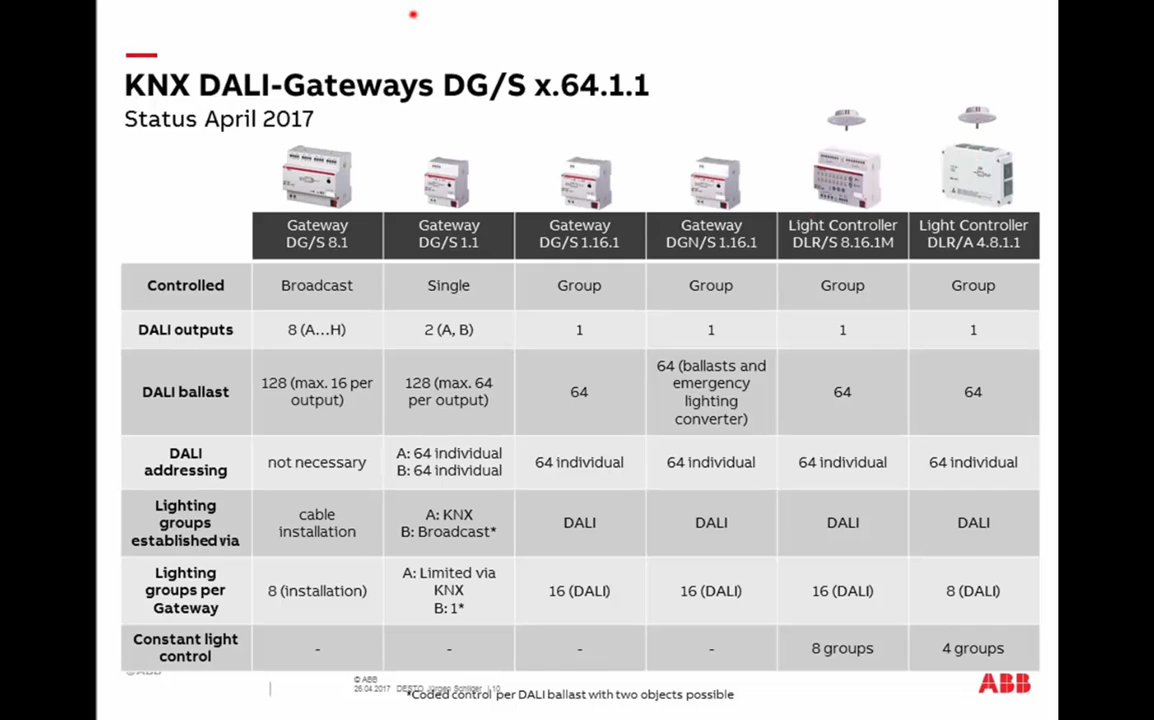 KNX DALI-Gateways DG/S x.64.1.1
Status April 2017
Gateway DG/S 8.1
Gateway DG/S 1.1
Gateway DG/S 1.16.1
Gateway DGN/S 1.16.1
Light Controller DLR/S 8.16.1M
Light Controller DLR/A 4.8.1.1
Controlled
Broadcast
Single
Group
Group
Group
Group
DALI outputs
8 (A...H)
2 (A, B)
1
1
1
1
DALI ballast
128 (max. 16 per
output)
128 (max. 64
per output)
64
64 (ballasts and
emergency
lighting
converter)
64
64
DALI
addressing
not necessary
A: 64 individual
B: 64 individual
64 individual
64 individual
64 individual
64 individual
Lighting
groups
established via
cable
installation
A: KNX
B: Broadcast*
DALI
DALI
DALI
DALI
Lighting
groups per
Gateway
8 (installation)
A: Limited via
KNX
B: 1*
16 (DALI)
16 (DALI)
16 (DALI)
8 (DALI)
Constant light
control
-
-
-
-
8 groups
4 groups
©ABB
© ABB
26.04.2017
*Coded control per DALI ballast with two objects possible
ABB